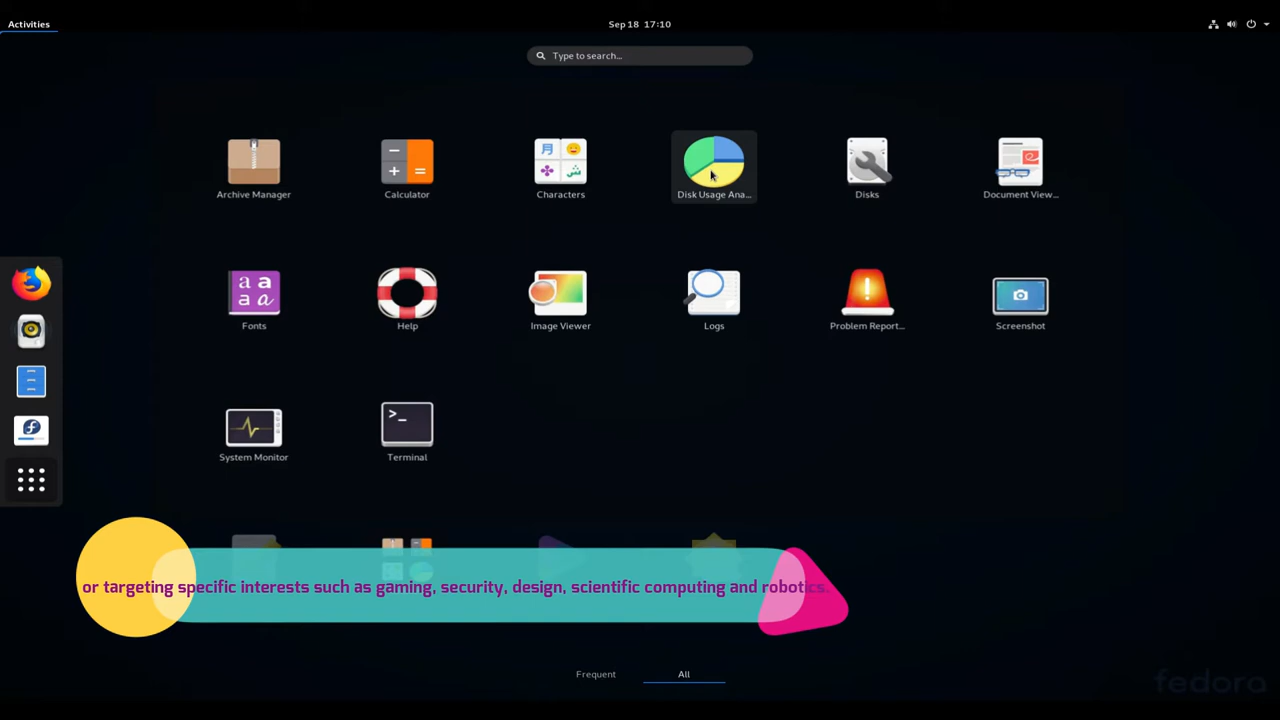 Activities
Sep 18 17:10
Type to search...
Archive Manager
Calculator
Characters
Disk Usage Ana...
Disks
Document View...
Fonts
Help
Image Viewer
Logs
Problem Report...
Screenshot
System Monitor
Terminal
or targeting specific interests such as gaming, security, design, scientific computing and robotics.
Frequent
All
fedora